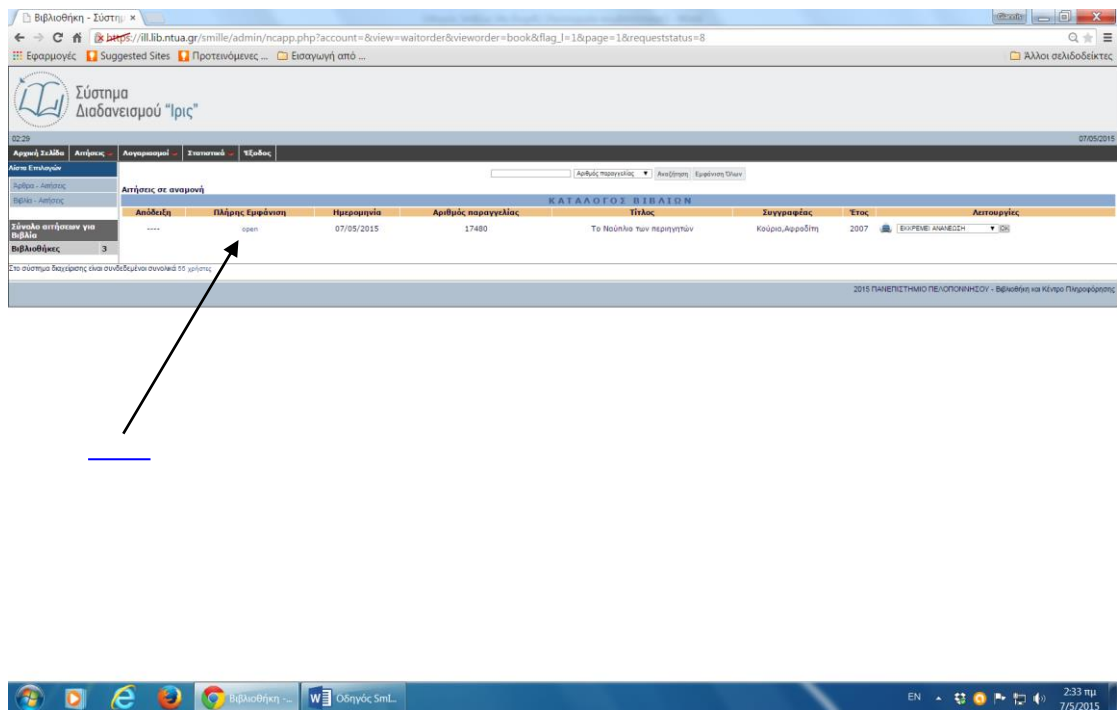 Βιβλιοθήκη - Σύστη
https://ill.lib.ntua.gr/smille/admin/ncapp.php?account=&view=waitorder&vieworder=book&flag_l=1&page=1&requeststatus=8
Εφαρμογές Suggested Sites Προτεινόμενες ... Εισαγωγή από ... Άλλοι σελιδοδείκτες
Σύστημα
Διαδανεισμού "Ιρις"
02:29 07/05/2015
Αρχική Σελίδα Αιτήσεις Λογαριασμοί Στατιστικά Έξοδος
Λίστα Επιλογών
Αριθμός παραγγελίας Αναζήτηση Εμφάνιση Όλων
Άρθρα - Αιτήσεις
Βιβλία - Αιτήσεις
Αιτήσεις σε αναμονή
ΚΑΤΑΛΟΓΟΣ ΒΙΒΛΙΩΝ
Απόδειξη Πλήρης Εμφάνιση Ημερομηνία Αριθμός παραγγελίας Τίτλος Συγγραφέας Έτος Λειτουργίες
---- open 07/05/2015 17480 Το Ναύπλιο των περιηγητών Κούρια,Αφροδίτη 2007 ΕΚΚΡΕΜΕΙ ΑΝΑΝΕΩΣΗ OK
Σύνολο αιτήσεων για
Βιβλία
Βιβλιοθήκες 3
Στο σύστημα διαχείρισης είναι συνδεδεμένοι συνολικά 55 χρήστες
2015 ΠΑΝΕΠΙΣΤΗΜΙΟ ΠΕΛΟΠΟΝΝΗΣΟΥ - Βιβλιοθήκη και Κέντρο Πληροφόρησης
Βιβλιοθήκη -... Οδηγός Smil... EN 2:33 πμ
7/5/2015